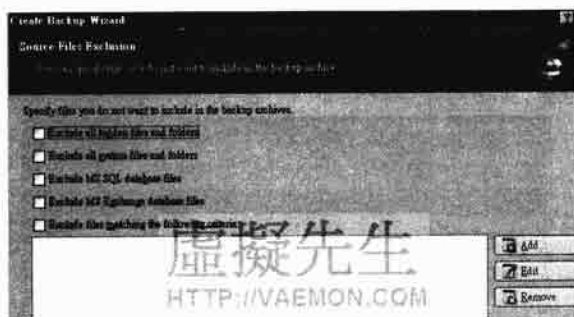 Create Backup Wizard
Source Files Exclusion
Specify files you do not want to include in the backup archives.
Exclude all hidden files and folders
Exclude all system files and folders
Exclude MS SQL database files
Exclude MS Exchange database files
Exclude files matching the following criteria
虛擬先生
HTTP://VAEMON.COM
Add
Edit
Remove